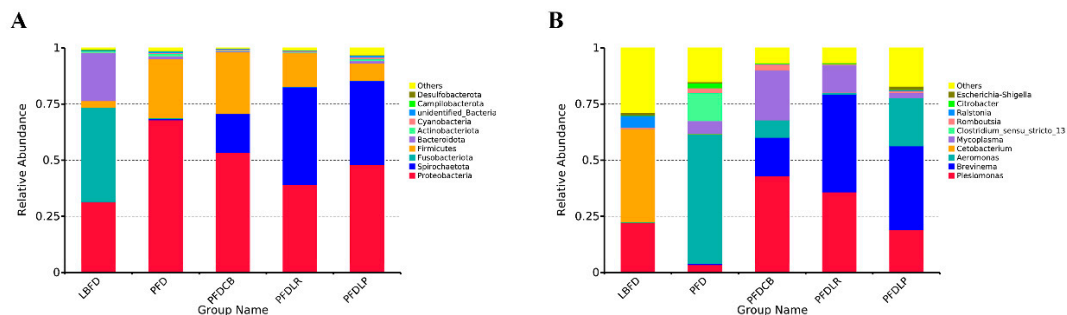 A
Relative Abundance
1
0.75
0.5
0.25
0
LBFD
PFD
PFDCB
PFDLR
PFDLP
Group Name
Others
Desulfobacterota
Campilobacterota
unidentified_Bacteria
Cyanobacteria
Actinobacteriota
Bacteroidota
Firmicutes
Fusobacteriota
Spirochaetota
Proteobacteria
B
Relative Abundance
1
0.75
0.5
0.25
0
LBFD
PFD
PFDCB
PFDLR
PFDLP
Group Name
Others
Escherichia-Shigella
Citrobacter
Ralstonia
Romboutsia
Clostridium_sensu_stricto_13
Mycoplasma
Cetobacterium
Aeromonas
Brevinema
Plesiomonas